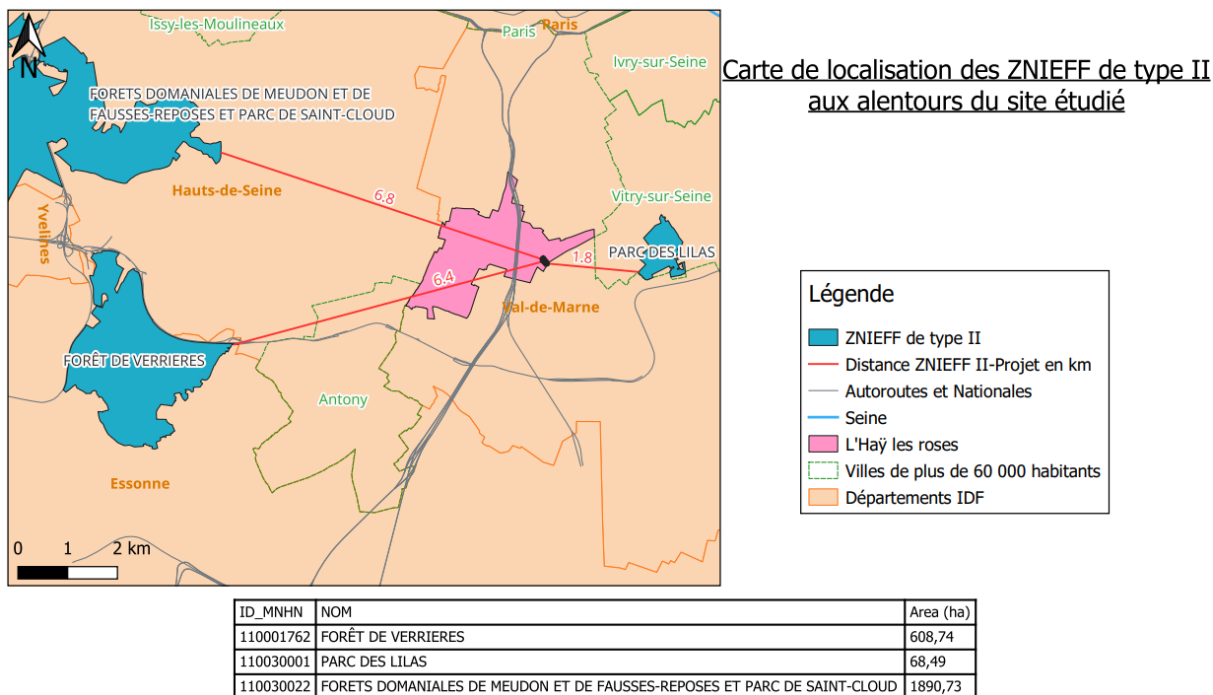 Carte de localisation des ZNIEFF de type II
aux alentours du site étudié
N
Issy-les-Moulineaux
Paris
Paris
Ivry-sur-Seine
FORETS DOMANIALES DE MEUDON ET DE
FAUSSES-REPOSES ET PARC DE SAINT-CLOUD
Hauts-de-Seine
6.8
Vitry-sur-Seine
Yvelines
PARC DES LILAS
1.8
6.4
Val-de-Marne
FORÊT DE VERRIERES
Antony
Essonne
0 1 2 km
Légende
ZNIEFF de type II
Distance ZNIEFF II-Projet en km
Autoroutes et Nationales
Seine
L'Haÿ les roses
Villes de plus de 60 000 habitants
Départements IDF
ID_MNHN NOM Area (ha)
110001762 FORÊT DE VERRIERES 608,74
110030001 PARC DES LILAS 68,49
110030022 FORETS DOMANIALES DE MEUDON ET DE FAUSSES-REPOSES ET PARC DE SAINT-CLOUD 1890,73